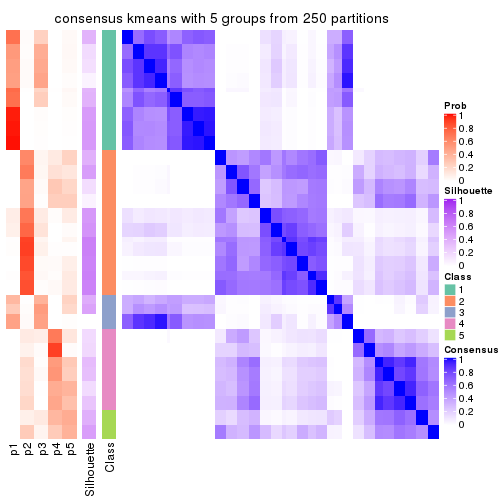 consensus kmeans with 5 groups from 250 partitions
Prob
1
0.8
0.6
0.4
0.2
0
Silhouette
1
0.8
0.6
0.4
0.2
0
Class
1
2
3
4
5
Consensus
1
0.8
0.6
0.4
0.2
0
p1
p2
p3
p4
p5
Silhouette
Class